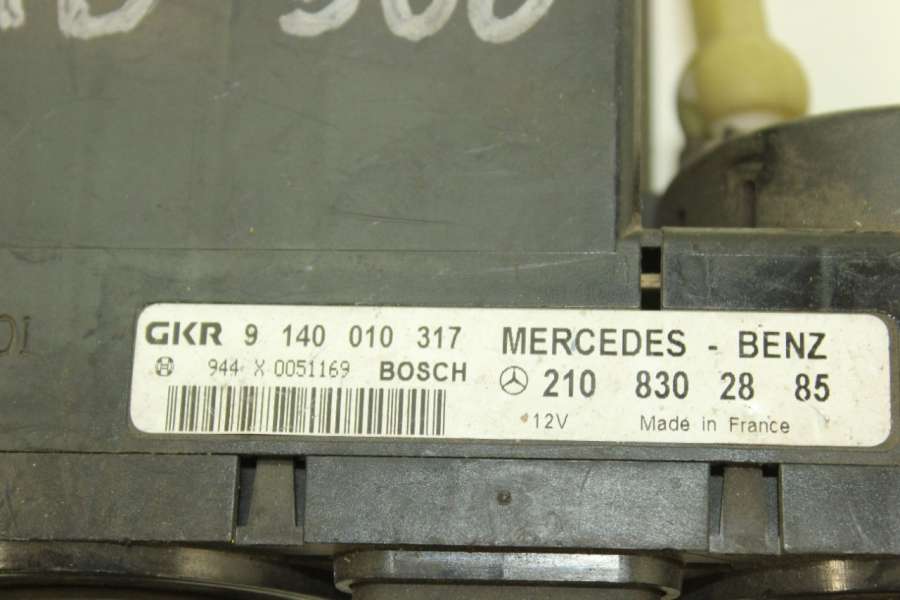 GKR 9 140 010 317 MERCEDES - BENZ
944 X 0051169 BOSCH 210 830 28 85
12V Made in France